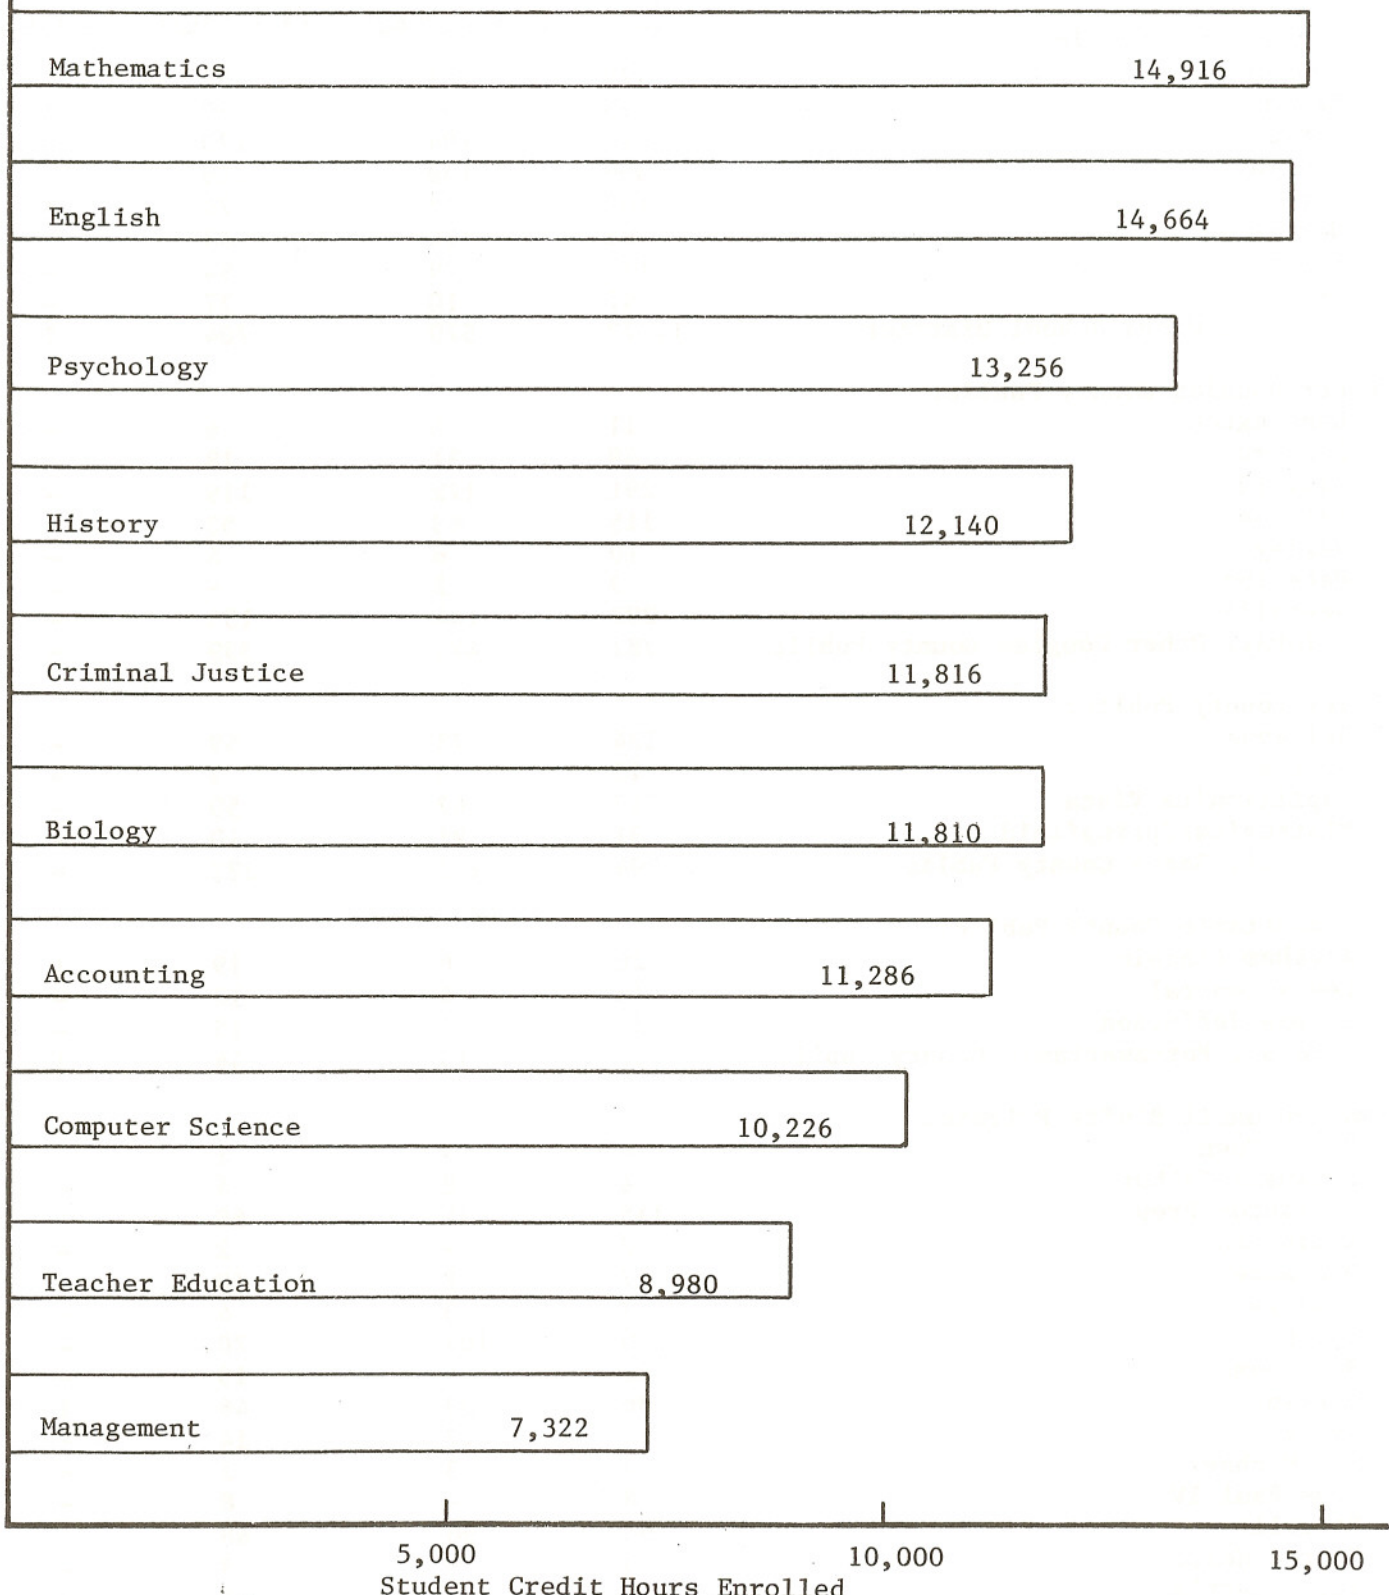 Mathematics 14,916
English 14,664
Psychology 13,256
History 12,140
Criminal Justice 11,816
Biology 11,810
Accounting 11,286
Computer Science 10,226
Teacher Education 8,980
Management 7,322
5,000 10,000 15,000
Student Credit Hours Enrolled